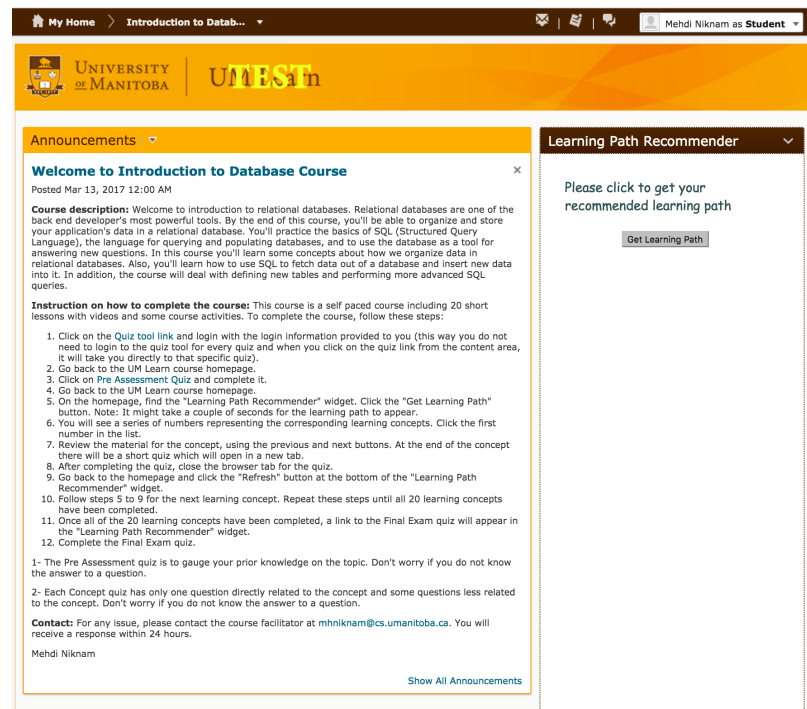 My Home
Introduction to Datab...
Mehdi Niknam as Student
UNIVERSITY
OF MANITOBA
UM Learn
TEST
Announcements
Learning Path Recommender
Welcome to Introduction to Database Course
Posted Mar 13, 2017 12:00 AM
Course description: Welcome to introduction to relational databases. Relational databases are one of the
back end developer's most powerful tools. By the end of this course, you'll be able to organize and store
your application's data in a relational database. You'll practice the basics of SQL (Structured Query
Language), the language for querying and populating databases, and to use the database as a tool for
answering new questions. In this course you'll learn some concepts about how we organize data in
relational databases. Also, you'll learn how to use SQL to fetch data out of a database and insert new data
into it. In addition, the course will deal with defining new tables and performing more advanced SQL
queries.
Instruction on how to complete the course: This course is a self paced course including 20 short
lessons with videos and some course activities. To complete the course, follow these steps:
1. Click on the Quiz tool link and login with the login information provided to you (this way you do not
need to login to the quiz tool for every quiz and when you click on the quiz link from the content area,
it will take you directly to that specific quiz).
2. Go back to the UM Learn course homepage.
3. Click on Pre Assessment Quiz and complete it.
4. Go back to the UM Learn course homepage.
5. On the homepage, find the "Learning Path Recommender" widget. Click the "Get Learning Path"
button. Note: It might take a couple of seconds for the learning path to appear.
6. You will see a series of numbers representing the corresponding learning concepts. Click the first
number in the list.
7. Review the material for the concept, using the previous and next buttons. At the end of the concept
there will be a short quiz which will open in a new tab.
8. After completing the quiz, close the browser tab for the quiz.
9. Go back to the homepage and click the "Refresh" button at the bottom of the "Learning Path
Recommender" widget.
10. Follow steps 5 to 9 for the next learning concept. Repeat these steps until all 20 learning concepts
have been completed.
11. Once all of the 20 learning concepts have been completed, a link to the Final Exam quiz will appear in
the "Learning Path Recommender" widget.
12. Complete the Final Exam quiz.
1- The Pre Assessment quiz is to gauge your prior knowledge on the topic. Don't worry if you do not know
the answer to a question.
2- Each Concept quiz has only one question directly related to the concept and some questions less related
to the concept. Don't worry if you do not know the answer to a question.
Contact: For any issue, please contact the course facilitator at mhniknam@cs.umanitoba.ca. You will
receive a response within 24 hours.
Mehdi Niknam
Show All Announcements
Please click to get your
recommended learning path
Get Learning Path